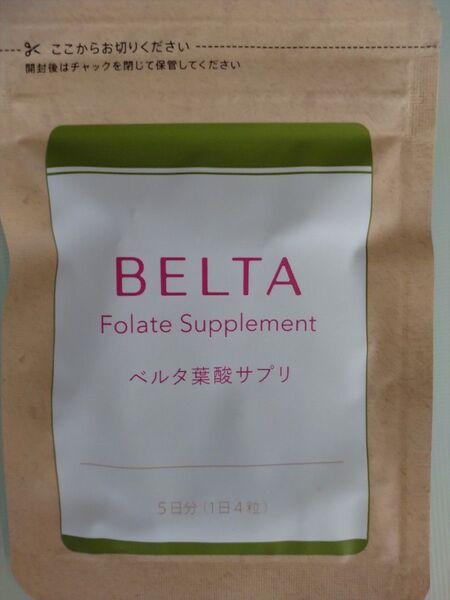 ここからお切りください
開封後はチャックを閉じて保管してください
BELTA
Folate Supplement
ベルタ葉酸サプリ
5日分(1日4粒)